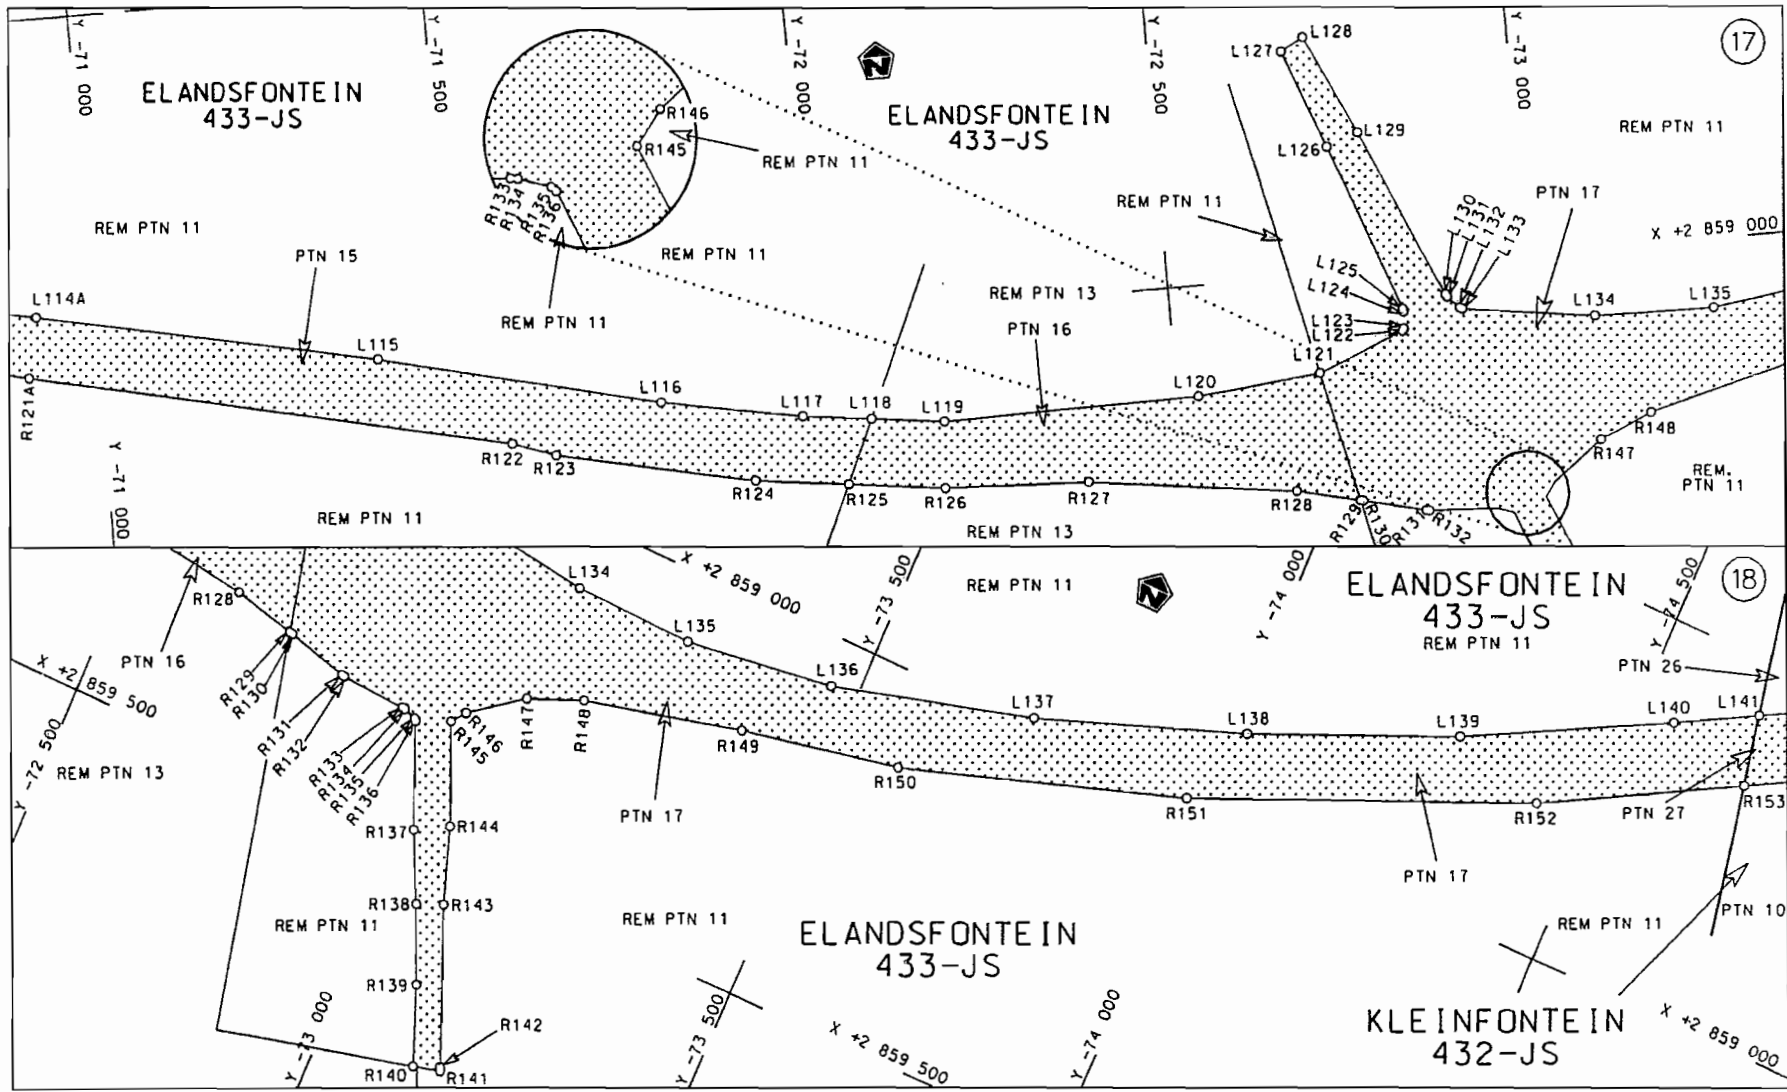 Y -71 000
Y -71 500
Y -72 000
Y -72 500
Y -73 000
17
ELANDSFONTEIN
433-JS
ELANDSFONTEIN
433-JS
N
L127
L128
L129
L126
REM PTN 11
R146
R145
REM PTN 11
R133
R134
R135
R136
REM PTN 11
REM PTN 11
REM PTN 11
PTN 17
L130
L131
L132
L133
X +2 859 000
PTN 15
REM PTN 11
REM PTN 13
PTN 16
L125
L124
L123
L122
L121
L134
L135
L114A
L115
L116
L117
L118
L119
L120
R121A
R122
R123
R124
R125
R126
R127
R128
R129
R130
R131
R132
R147
R148
REM.
PTN 11
Y -71 000
REM PTN 11
REM PTN 13
18
L134
X +2 859 000
Y -73 500
REM PTN 11
N
Y -74 000
ELANDSFONTEIN
433-JS
REM PTN 11
Y -74 500
R128
PTN 16
L135
L136
L137
L138
L139
L140
L141
PTN 26
X +2 859 500
Y -72 500
REM PTN 13
R129
R130
R131
R132
R133
R134
R135
R136
R146
R145
R147
R148
R149
R150
R151
R152
R153
PTN 17
PTN 27
PTN 17
R137
R144
R138
R143
REM PTN 11
REM PTN 11
ELANDSFONTEIN
433-JS
REM PTN 11
PTN 10
R139
R142
R140
R141
Y -73 000
Y -73 500
X +2 859 500
Y -74 000
KLEINFONTEIN
432-JS
X +2 859 000